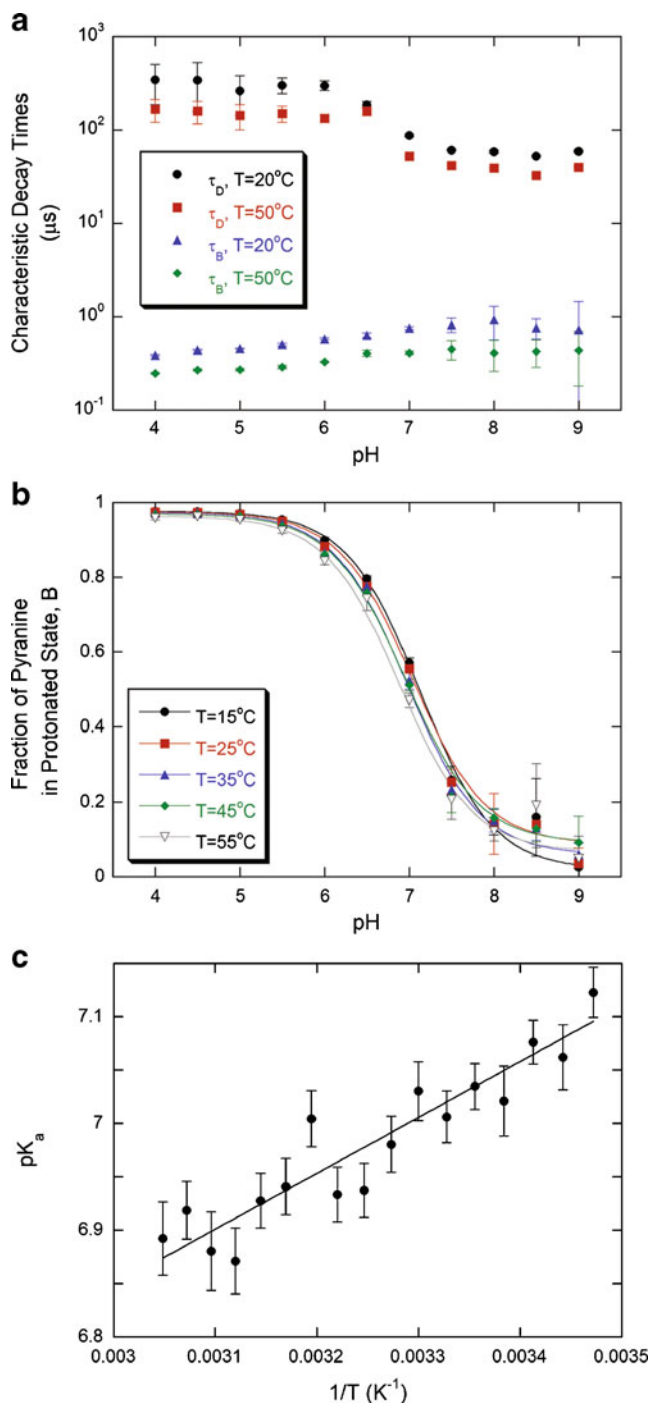 a
Characteristic Decay Times
(μs)
10³
10²
10¹
10⁰
10⁻¹
τD, T=20°C
τD, T=50°C
τB, T=20°C
τB, T=50°C
4 5 6 7 8 9
pH
b
Fraction of Pyranine
in Protonated State, B
1
0.8
0.6
0.4
0.2
0
T=15°C
T=25°C
T=35°C
T=45°C
T=55°C
4 5 6 7 8 9
pH
c
pKa
7.1
7
6.9
6.8
0.003 0.0031 0.0032 0.0033 0.0034 0.0035
1/T (K⁻¹)